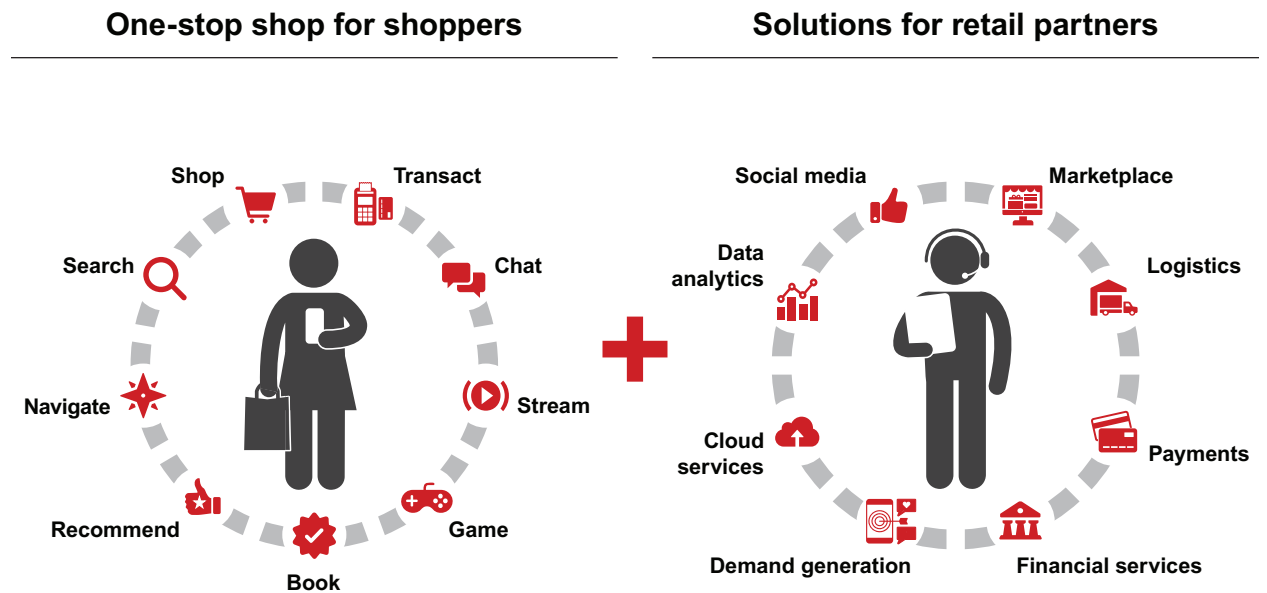 One-stop shop for shoppers
Solutions for retail partners
Shop
Transact
Search
Chat
Navigate
Stream
Recommend
Game
Book
Social media
Marketplace
Data
analytics
Logistics
Cloud
services
Payments
Demand generation
Financial services